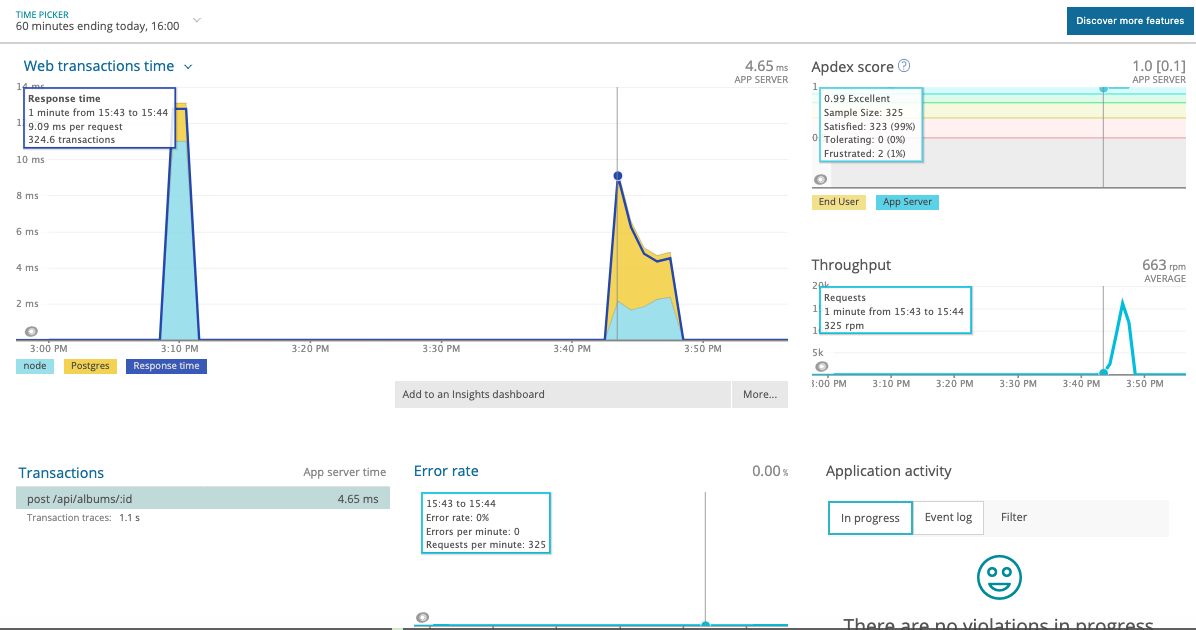 TIME PICKER
60 minutes ending today, 16:00
Discover more features
Web transactions time
4.65 ms
APP SERVER
14 ms
Response time
1 minute from 15:43 to 15:44
9.09 ms per request
324.6 transactions
10 ms
8 ms
6 ms
4 ms
2 ms
3:00 PM
3:10 PM
3:20 PM
3:30 PM
3:40 PM
3:50 PM
node
Postgres
Response time
Add to an Insights dashboard
More...
Apdex score ?
1.0 [0.1]
APP SERVER
1
0.99 Excellent
Sample Size: 325
Satisfied: 323 (99%)
Tolerating: 0 (0%)
Frustrated: 2 (1%)
End User
App Server
Throughput
663 rpm
AVERAGE
20k
Requests
1 minute from 15:43 to 15:44
325 rpm
5k
3:00 PM
3:10 PM
3:20 PM
3:30 PM
3:40 PM
3:50 PM
Transactions
App server time
post /api/albums/:id
4.65 ms
Transaction traces: 1.1 s
Error rate
0.00 %
15:43 to 15:44
Error rate: 0%
Errors per minute: 0
Requests per minute: 325
Application activity
In progress
Event log
Filter
There are no violations in progress